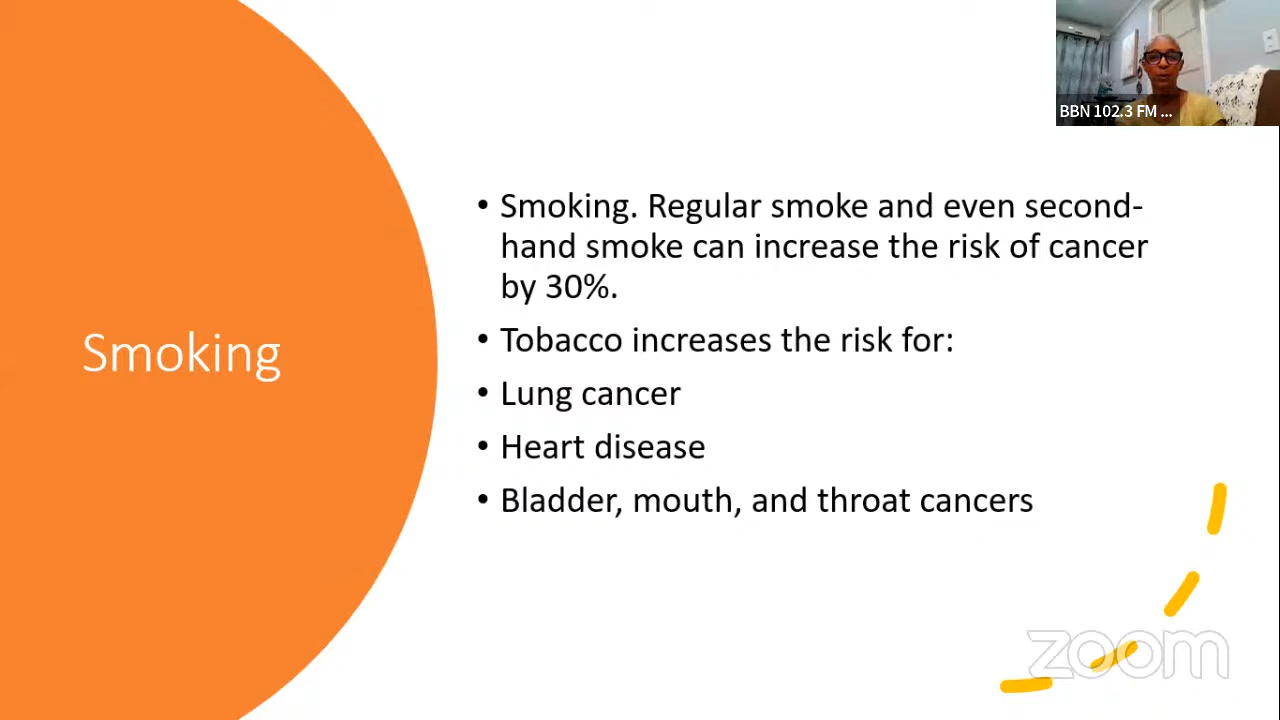 BBN 102.3 FM ...
Smoking
• Smoking. Regular smoke and even second-
hand smoke can increase the risk of cancer
by 30%.
• Tobacco increases the risk for:
• Lung cancer
• Heart disease
• Bladder, mouth, and throat cancers
zoom